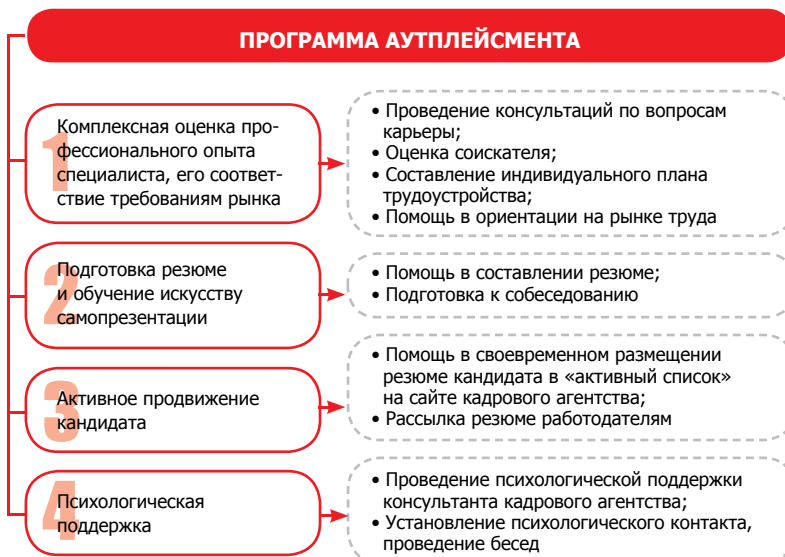 ПРОГРАММА АУТПЛЕЙСМЕНТА
1
Комплексная оценка про-
фессионального опыта
специалиста, его соответ-
ствие требованиям рынка
• Проведение консультаций по вопросам
карьеры;
• Оценка соискателя;
• Составление индивидуального плана
трудоустройства;
• Помощь в ориентации на рынке труда
2
Подготовка резюме
и обучение искусству
самопрезентации
• Помощь в составлении резюме;
• Подготовка к собеседованию
3
Активное продвижение
кандидата
• Помощь в своевременном размещении
резюме кандидата в «активный список»
на сайте кадрового агентства;
• Рассылка резюме работодателям
4
Психологическая
поддержка
• Проведение психологической поддержки
консультанта кадрового агентства;
• Установление психологического контакта,
проведение бесед